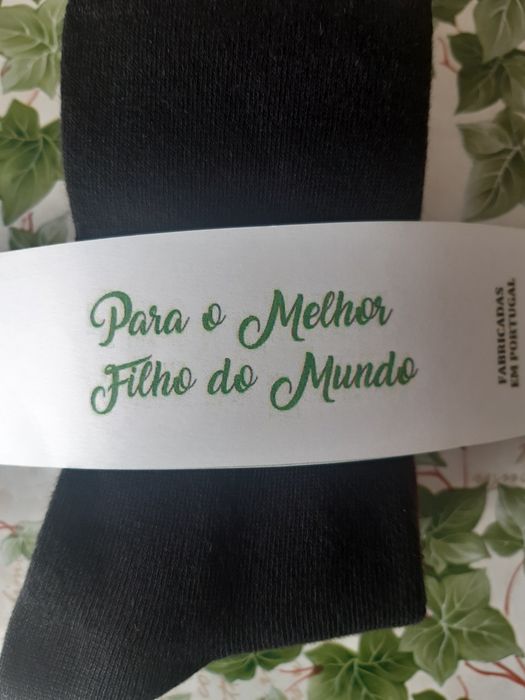 Para o Melhor
Filho do Mundo
FABRICADAS
EM PORTUGAL